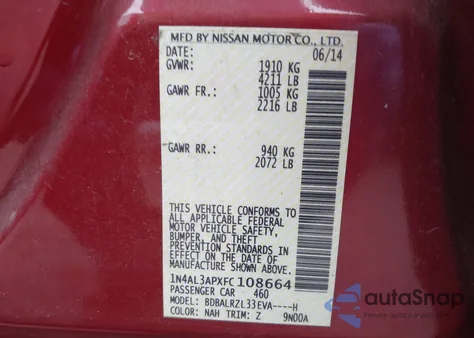 MFD BY NISSAN MOTOR CO., LTD.
DATE: 06/14
GVWR: 1910 KG
4211 LB
GAWR FR.: 1005 KG
2216 LB
GAWR RR.: 940 KG
2072 LB
THIS VEHICLE CONFORMS TO
ALL APPLICABLE FEDERAL
MOTOR VEHICLE SAFETY,
BUMPER, AND THEFT
PREVENTION STANDARDS IN
EFFECT ON THE DATE OF
MANUFACTURE SHOWN ABOVE.
1N4AL3APXFC108664
PASSENGER CAR 460
MODEL: BDBALRZL33EVA----H
COLOR: NAH TRIM: Z 9N00A
autoSnap